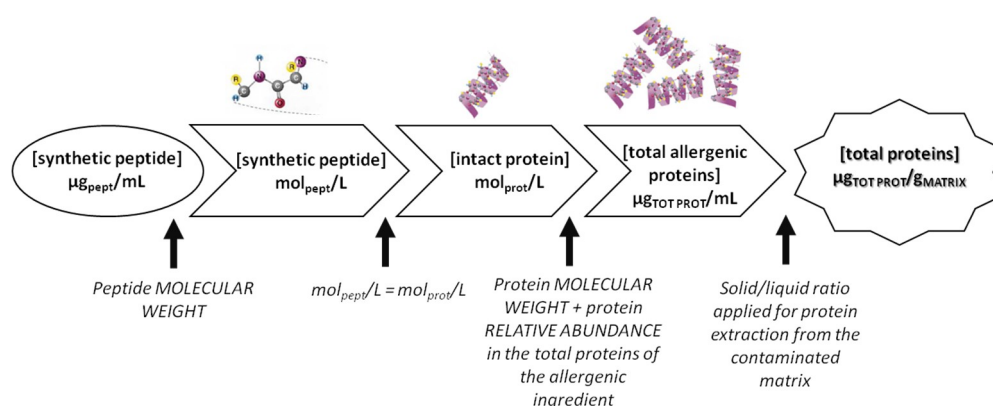 [synthetic peptide]
µgpept/mL
[synthetic peptide]
molpept/L
[intact protein]
molprot/L
[total allergenic
proteins]
µgTOT PROT/mL
[total proteins]
µgTOT PROT/gMATRIX
Peptide MOLECULAR
WEIGHT
molpept/L = molprot/L
Protein MOLECULAR
WEIGHT + protein
RELATIVE ABUNDANCE
in the total proteins of
the allergenic
ingredient
Solid/liquid ratio
applied for protein
extraction from the
contaminated
matrix